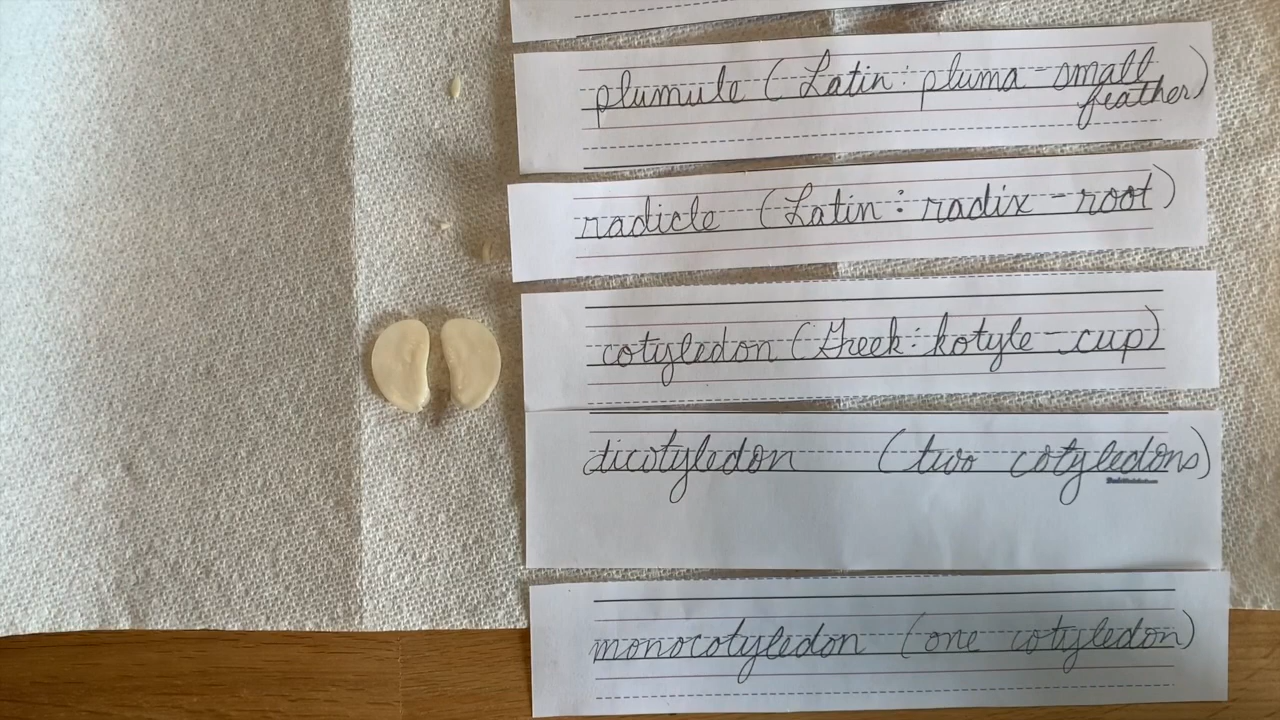 plumule (Latin: pluma - small
feather)
radicle (Latin: radix - root)
cotyledon (Greek: kotyle - cup)
dicotyledon (two cotyledons)
monocotyledon (one cotyledon)